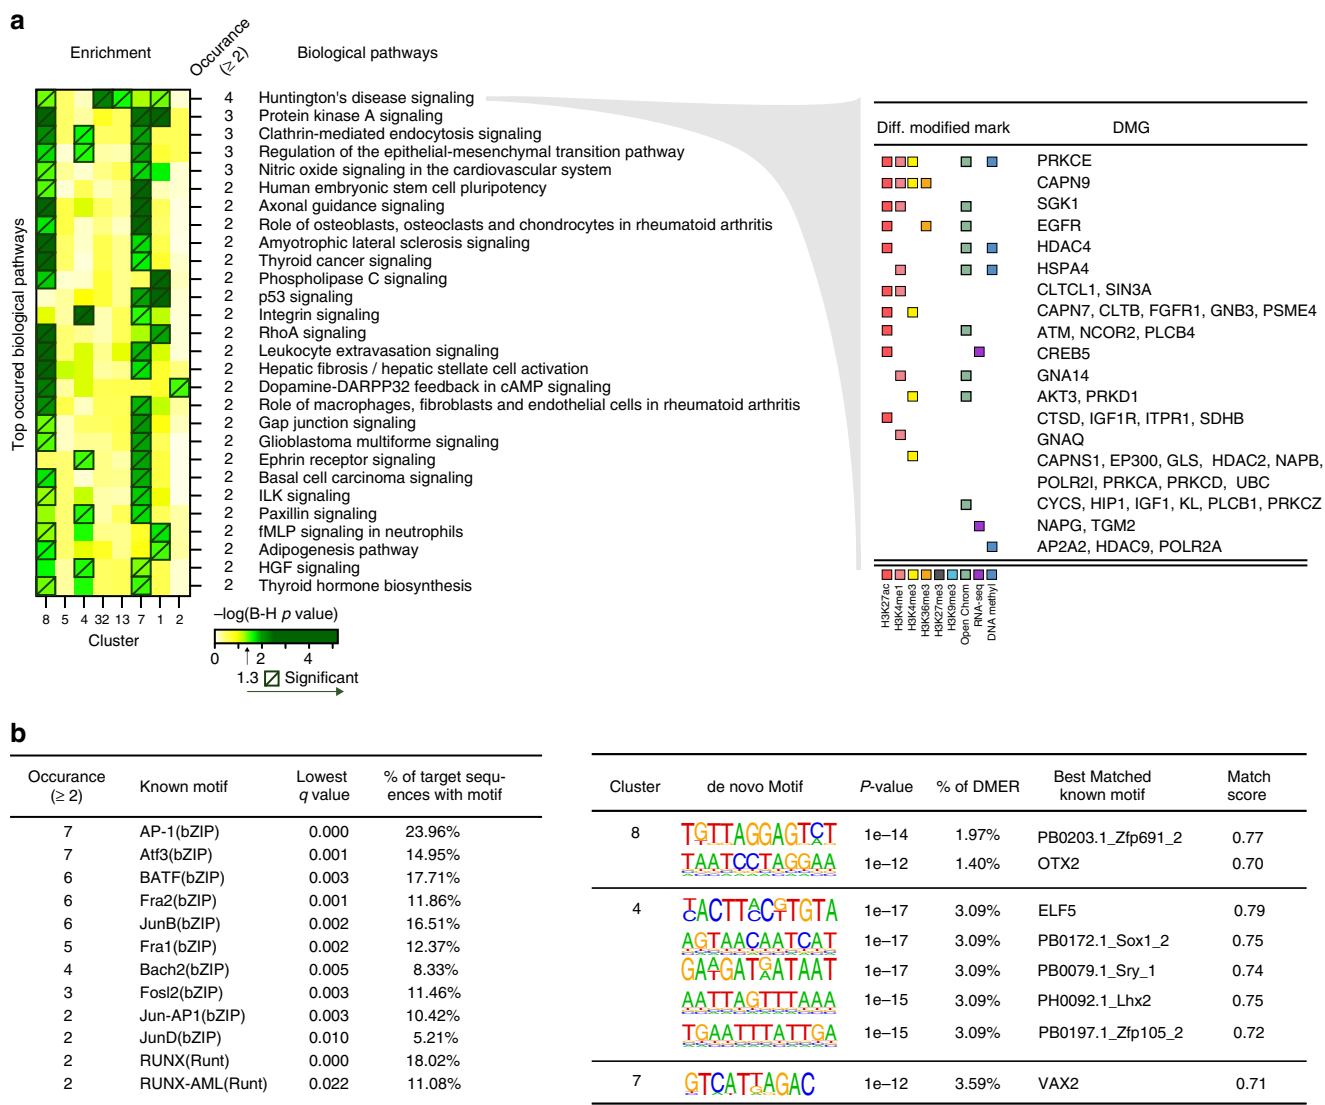 a
Enrichment
Occurance (≥ 2)
Biological pathways
Top occured biological pathways
4 Huntington's disease signaling
3 Protein kinase A signaling
3 Clathrin-mediated endocytosis signaling
3 Regulation of the epithelial-mesenchymal transition pathway
3 Nitric oxide signaling in the cardiovascular system
2 Human embryonic stem cell pluripotency
2 Axonal guidance signaling
2 Role of osteoblasts, osteoclasts and chondrocytes in rheumatoid arthritis
2 Amyotrophic lateral sclerosis signaling
2 Thyroid cancer signaling
2 Phospholipase C signaling
2 p53 signaling
2 Integrin signaling
2 RhoA signaling
2 Leukocyte extravasation signaling
2 Hepatic fibrosis / hepatic stellate cell activation
2 Dopamine-DARPP32 feedback in cAMP signaling
2 Role of macrophages, fibroblasts and endothelial cells in rheumatoid arthritis
2 Gap junction signaling
2 Glioblastoma multiforme signaling
2 Ephrin receptor signaling
2 Basal cell carcinoma signaling
2 ILK signaling
2 Paxillin signaling
2 fMLP signaling in neutrophils
2 Adipogenesis pathway
2 HGF signaling
2 Thyroid hormone biosynthesis
8 5 4 32 13 7 1 2
Cluster
–log(B-H p value)
0 2 4
1.3 Significant
Diff. modified mark DMG
PRKCE
CAPN9
SGK1
EGFR
HDAC4
HSPA4
CLTCL1, SIN3A
CAPN7, CLTB, FGFR1, GNB3, PSME4
ATM, NCOR2, PLCB4
CREB5
GNA14
AKT3, PRKD1
CTSD, IGF1R, ITPR1, SDHB
GNAQ
CAPNS1, EP300, GLS, HDAC2, NAPB,
POLR2I, PRKCA, PRKCD, UBC
CYCS, HIP1, IGF1, KL, PLCB1, PRKCZ
NAPG, TGM2
AP2A2, HDAC9, POLR2A
H3K27ac
H3K4me1
H3K4me3
H3K36me3
H3K27me3
H3K9me3
Open Chrom
RNA-seq
DNA methyl
b
Occurance (≥ 2) Known motif Lowest q value % of target sequ-ences with motif
7 AP-1(bZIP) 0.000 23.96%
7 Atf3(bZIP) 0.001 14.95%
6 BATF(bZIP) 0.003 17.71%
6 Fra2(bZIP) 0.001 11.86%
6 JunB(bZIP) 0.002 16.51%
5 Fra1(bZIP) 0.002 12.37%
4 Bach2(bZIP) 0.005 8.33%
3 Fosl2(bZIP) 0.003 11.46%
2 Jun-AP1(bZIP) 0.003 10.42%
2 JunD(bZIP) 0.010 5.21%
2 RUNX(Runt) 0.000 18.02%
2 RUNX-AML(Runt) 0.022 11.08%
Cluster de novo Motif P-value % of DMER Best Matched known motif Match score
8 TGTTAGGAGTCT 1e–14 1.97% PB0203.1_Zfp691_2 0.77
TAATCCTAGGAA 1e–12 1.40% OTX2 0.70
4 TACTTACGTGTA 1e–17 3.09% ELF5 0.79
AGTAACAATCAT 1e–17 3.09% PB0172.1_Sox1_2 0.75
GAAGATGATAAT 1e–17 3.09% PB0079.1_Sry_1 0.74
AATTAGTTTAAA 1e–15 3.09% PH0092.1_Lhx2 0.75
TGAATTTATTGA 1e–15 3.09% PB0197.1_Zfp105_2 0.72
7 GTCATTAGAC 1e–12 3.59% VAX2 0.71